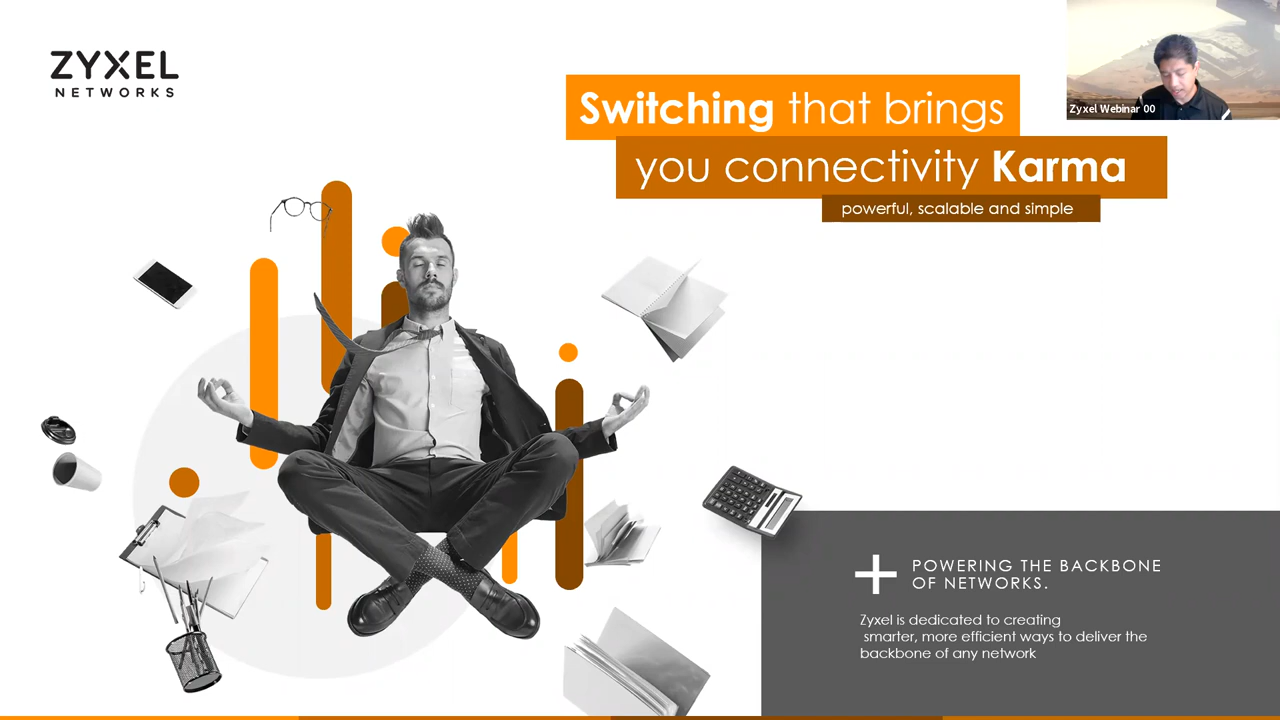 ZYXEL
NETWORKS
Zyxel Webinar 00
Switching that brings
you connectivity Karma
powerful, scalable and simple
POWERING THE BACKBONE
OF NETWORKS.
Zyxel is dedicated to creating
smarter, more efficient ways to deliver the
backbone of any network